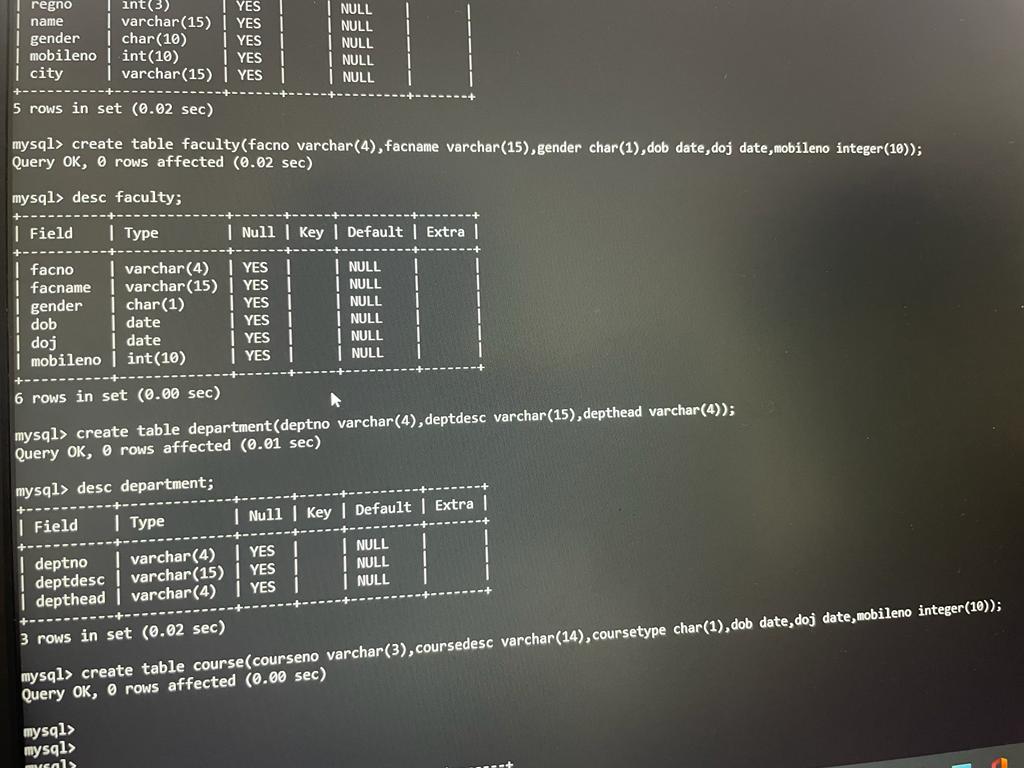 | regno | int(3) | YES | | NULL | |
| name | varchar(15) | YES | | NULL | |
| gender | char(10) | YES | | NULL | |
| mobileno | int(10) | YES | | NULL | |
| city | varchar(15) | YES | | NULL | |
+----------+-------------+------+-----+---------+-------+
5 rows in set (0.02 sec)
mysql> create table faculty(facno varchar(4),facname varchar(15),gender char(1),dob date,doj date,mobileno integer(10));
Query OK, 0 rows affected (0.02 sec)
mysql> desc faculty;
+----------+-------------+------+-----+---------+-------+
| Field | Type | Null | Key | Default | Extra |
+----------+-------------+------+-----+---------+-------+
| facno | varchar(4) | YES | | NULL | |
| facname | varchar(15) | YES | | NULL | |
| gender | char(1) | YES | | NULL | |
| dob | date | YES | | NULL | |
| doj | date | YES | | NULL | |
| mobileno | int(10) | YES | | NULL | |
+----------+-------------+------+-----+---------+-------+
6 rows in set (0.00 sec)
mysql> create table department(deptno varchar(4),deptdesc varchar(15),depthead varchar(4));
Query OK, 0 rows affected (0.01 sec)
mysql> desc department;
+----------+-------------+------+-----+---------+-------+
| Field | Type | Null | Key | Default | Extra |
+----------+-------------+------+-----+---------+-------+
| deptno | varchar(4) | YES | | NULL | |
| deptdesc | varchar(15) | YES | | NULL | |
| depthead | varchar(4) | YES | | NULL | |
+----------+-------------+------+-----+---------+-------+
3 rows in set (0.02 sec)
mysql> create table course(courseno varchar(3),coursedesc varchar(14),coursetype char(1),dob date,doj date,mobileno integer(10));
Query OK, 0 rows affected (0.00 sec)
mysql>
mysql>
mysql>